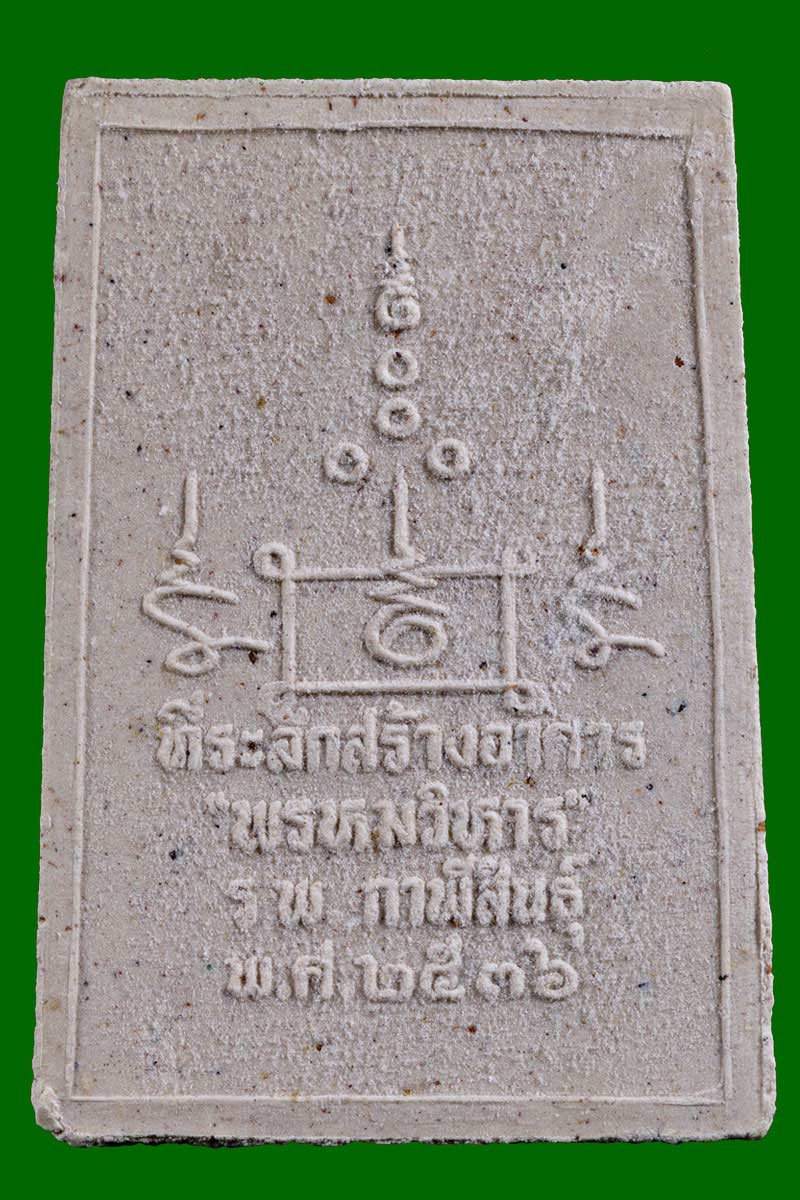 ที่ระลึกสร้างอาคาร
"พรหมวิหาร"
ร.พ. กาฬสินธุ์
พ.ศ.๒๕๓๖